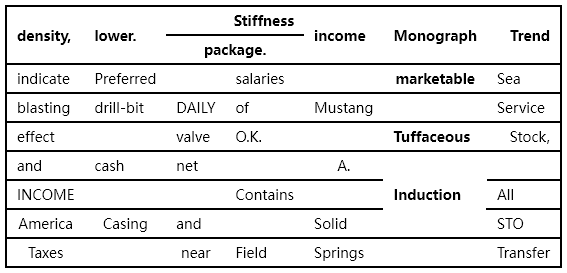 density, lower. Stiffness income Monograph Trend
package.
indicate Preferred salaries marketable Sea
blasting drill-bit DAILY of Mustang Service
effect valve O.K. Tuffaceous Stock,
and cash net A.
INCOME Contains Induction All
America Casing and Solid STO
Taxes near Field Springs Transfer